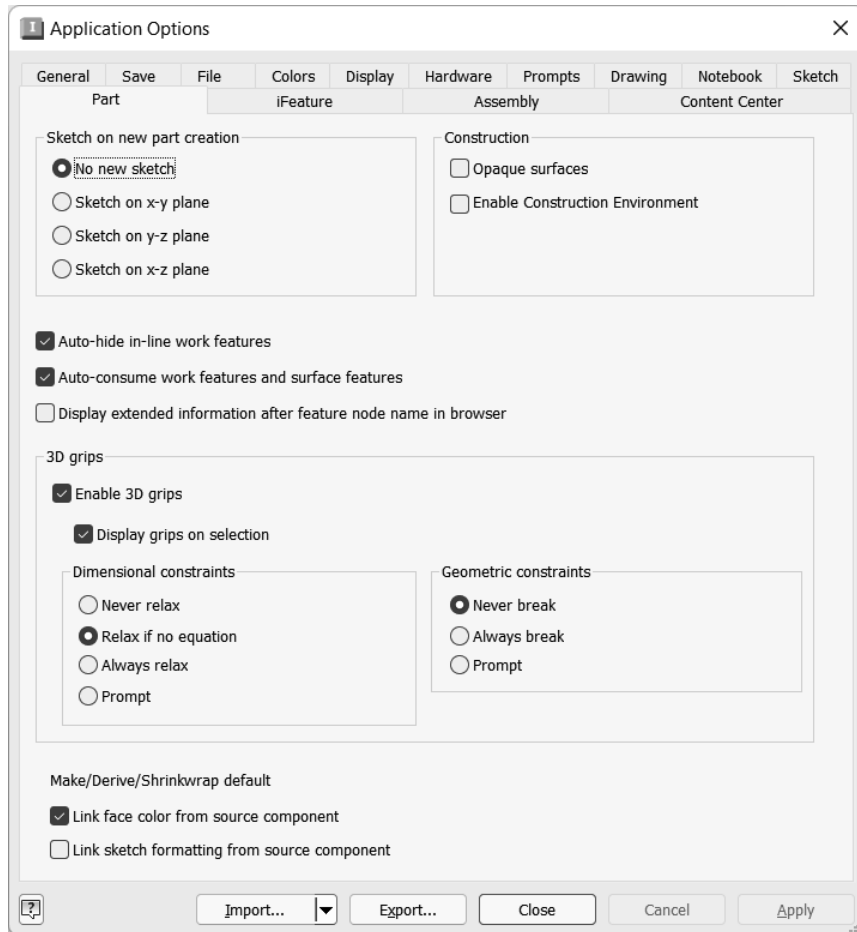 I Application Options
General Save File Colors Display Hardware Prompts Drawing Notebook Sketch
Part iFeature Assembly Content Center
Sketch on new part creation
No new sketch
Sketch on x-y plane
Sketch on y-z plane
Sketch on x-z plane
Construction
Opaque surfaces
Enable Construction Environment
Auto-hide in-line work features
Auto-consume work features and surface features
Display extended information after feature node name in browser
3D grips
Enable 3D grips
Display grips on selection
Dimensional constraints
Never relax
Relax if no equation
Always relax
Prompt
Geometric constraints
Never break
Always break
Prompt
Make/Derive/Shrinkwrap default
Link face color from source component
Link sketch formatting from source component
? Import... Export... Close Cancel Apply